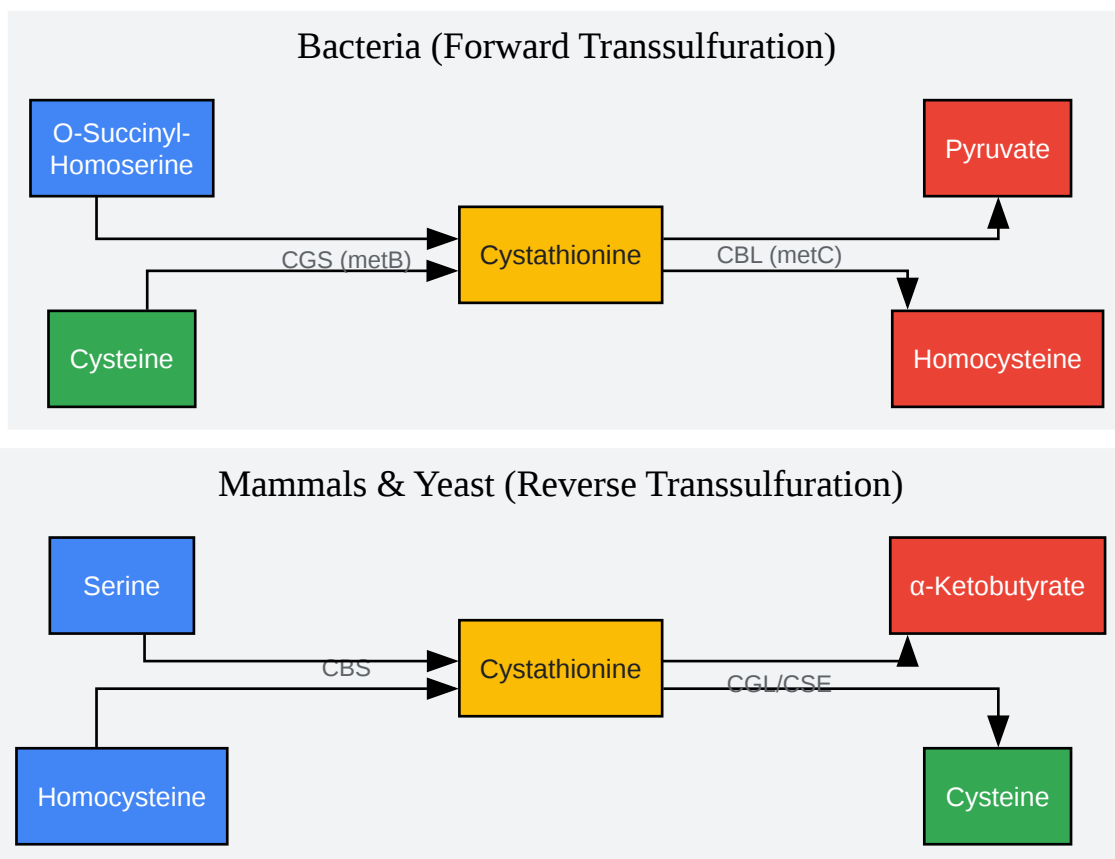 Bacteria (Forward Transsulfuration)
O-Succinyl-
Homoserine
Pyruvate
Cystathionine
CGS (metB)
CBL (metC)
Cysteine
Homocysteine
Mammals & Yeast (Reverse Transsulfuration)
Serine
α-Ketobutyrate
Cystathionine
CBS
CGL/CSE
Homocysteine
Cysteine